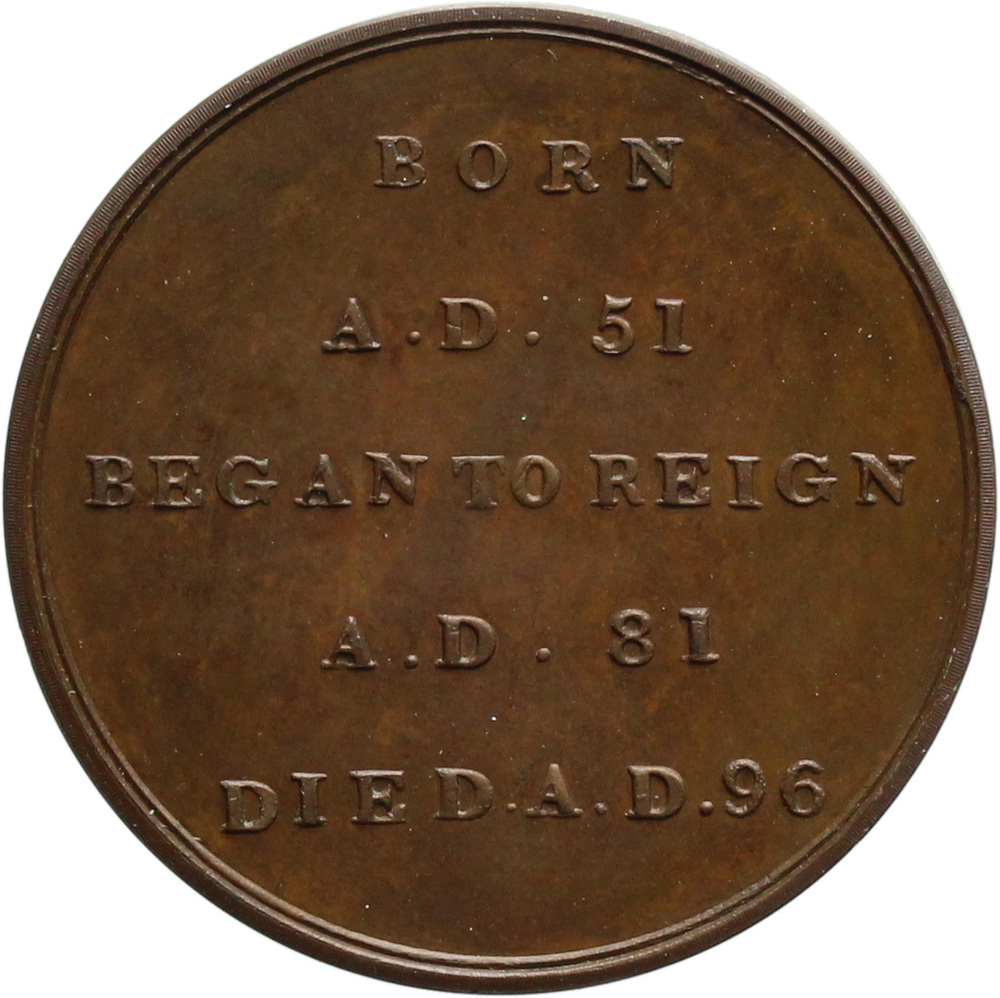 BORN
A.D. 51
BEGAN TO REIGN
A.D. 81
DIED.A.D.96